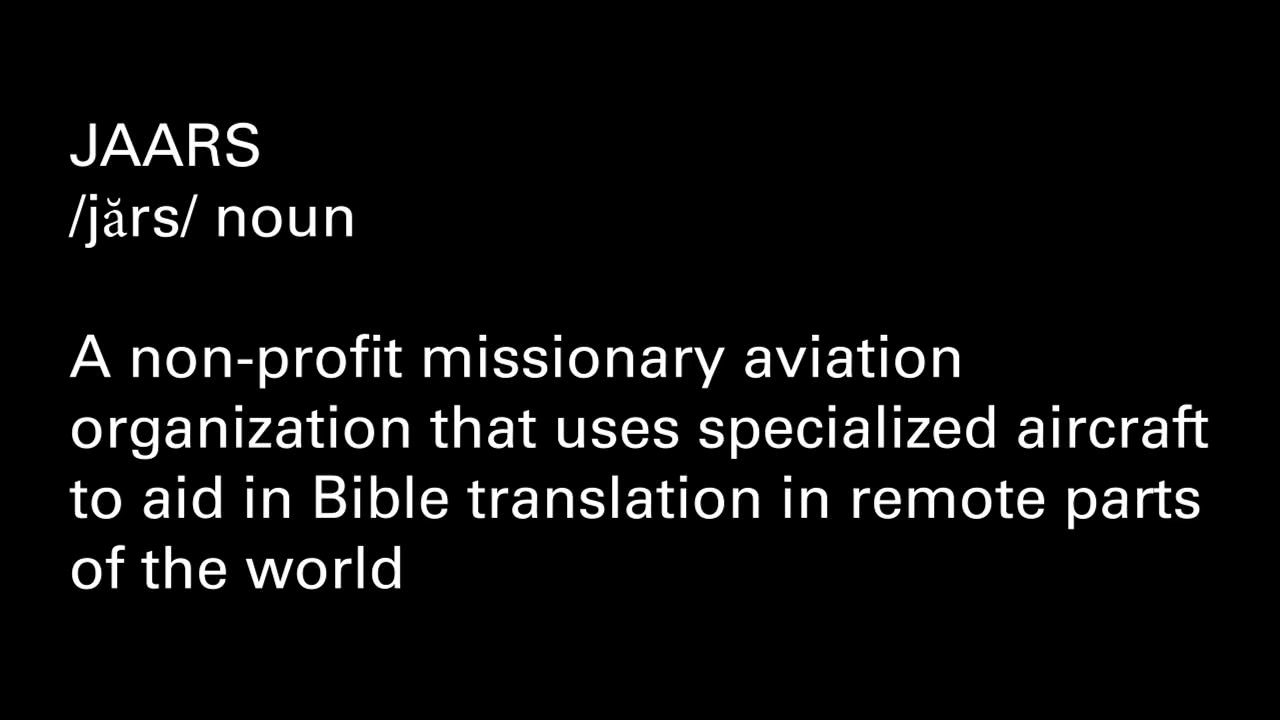 JAARS
/jărs/ noun
A non-profit missionary aviation
organization that uses specialized aircraft
to aid in Bible translation in remote parts
of the world